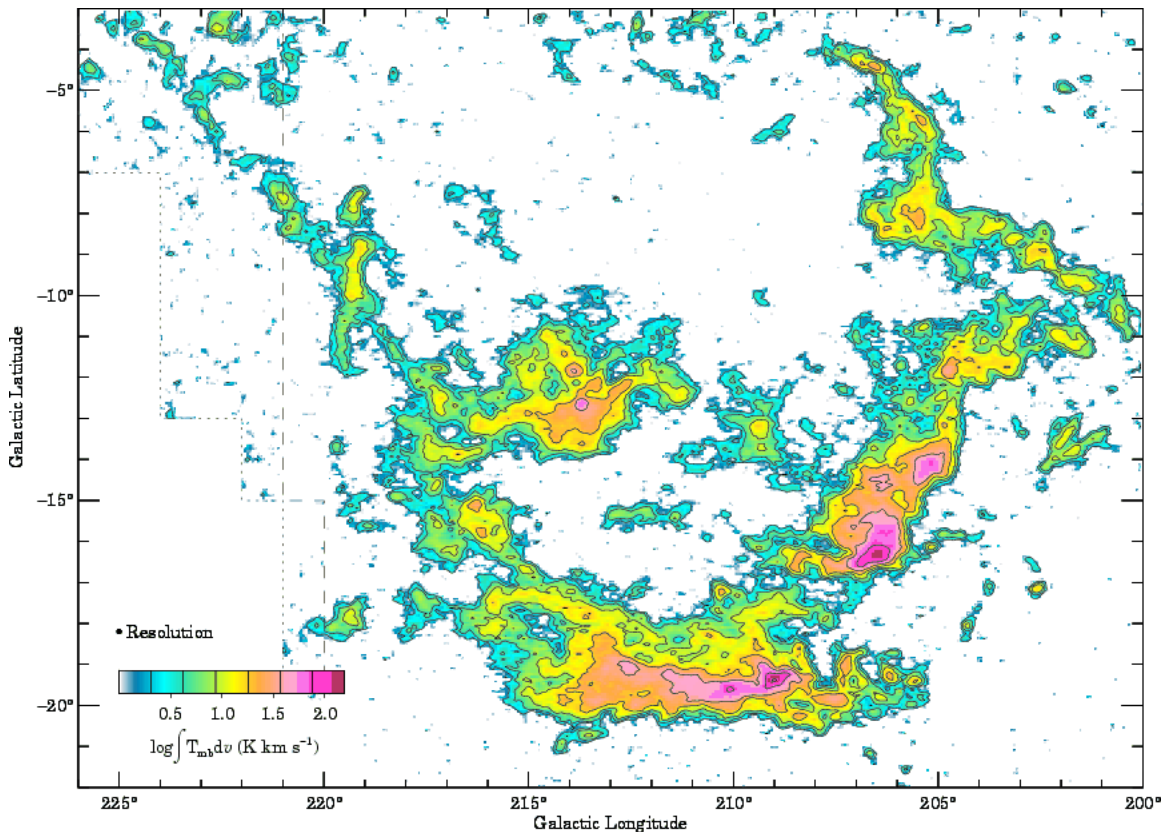 −5°
−10°
−15°
−20°
Galactic Latitude
• Resolution
0.5 1.0 1.5 2.0
log ∫ T_mb dv (K km s⁻¹)
225° 220° 215° 210° 205° 200°
Galactic Longitude